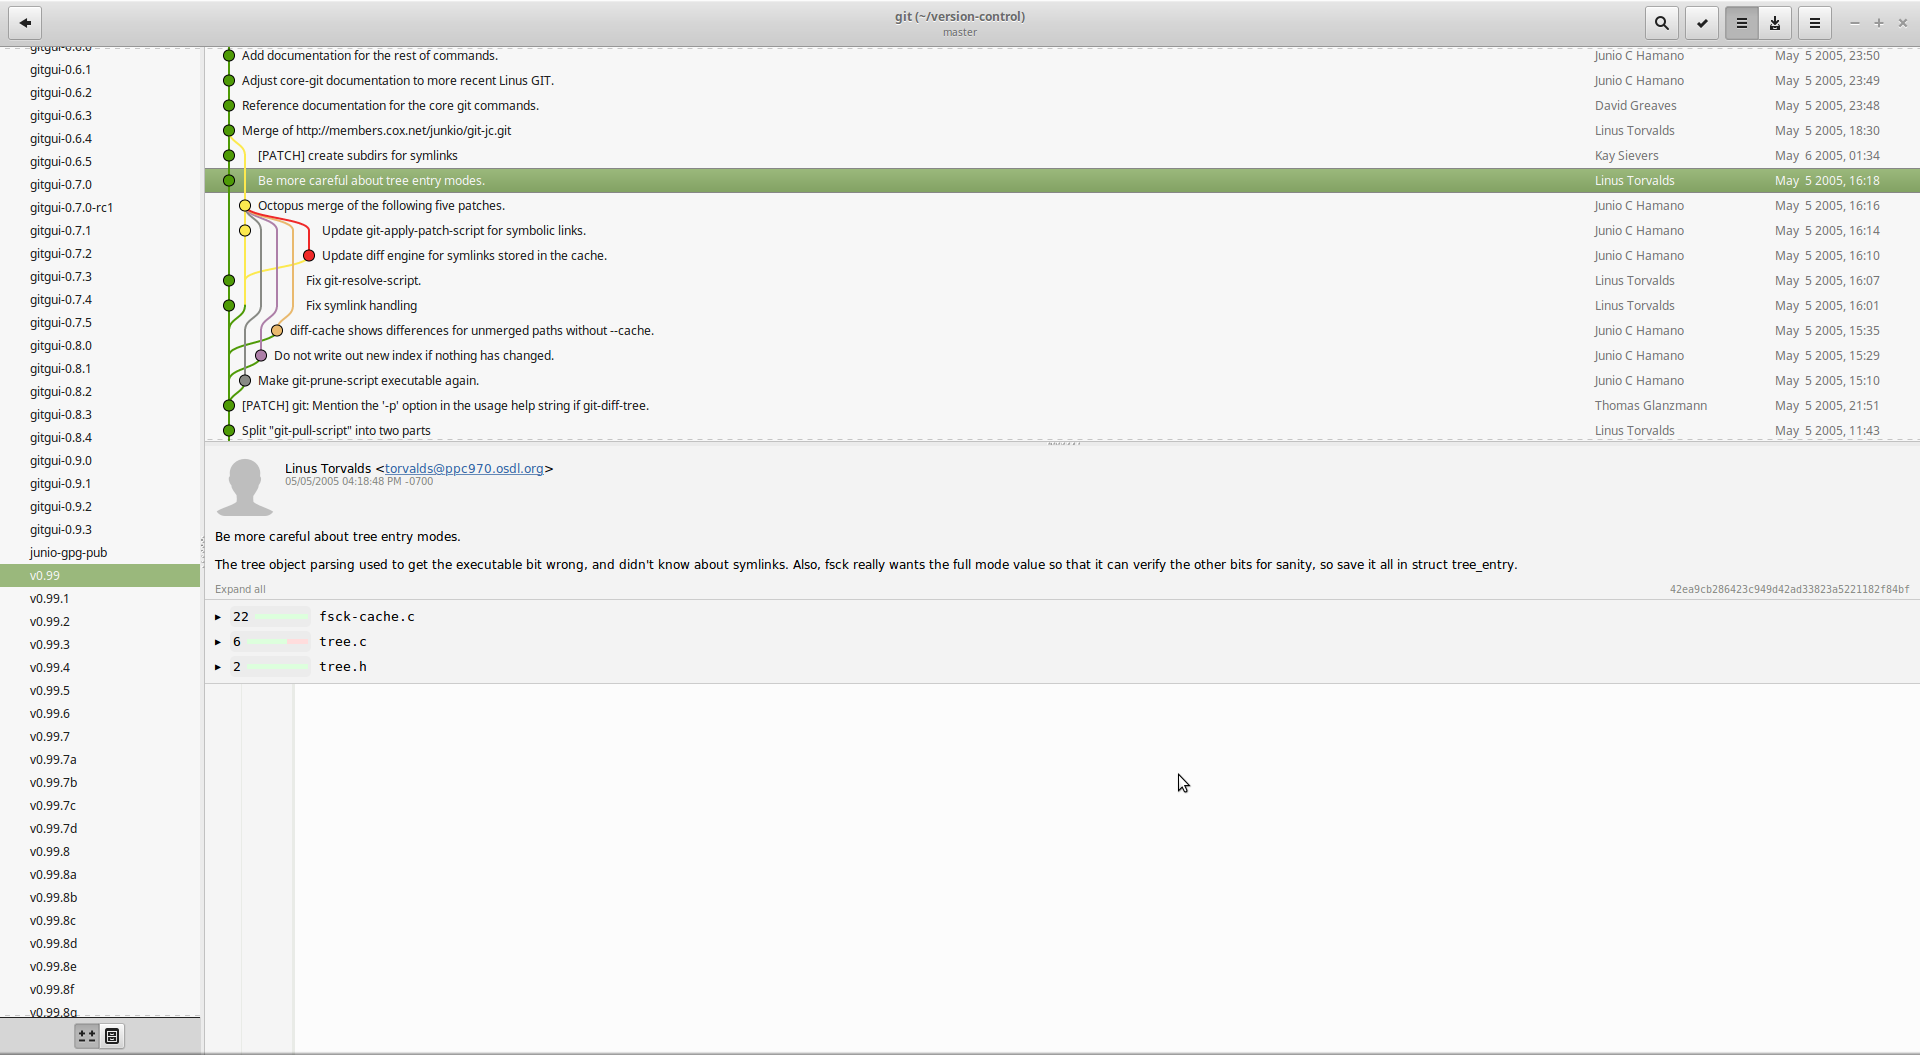 git (~/version-control)
master
gitgui-0.6.0
gitgui-0.6.1
gitgui-0.6.2
gitgui-0.6.3
gitgui-0.6.4
gitgui-0.6.5
gitgui-0.7.0
gitgui-0.7.0-rc1
gitgui-0.7.1
gitgui-0.7.2
gitgui-0.7.3
gitgui-0.7.4
gitgui-0.7.5
gitgui-0.8.0
gitgui-0.8.1
gitgui-0.8.2
gitgui-0.8.3
gitgui-0.8.4
gitgui-0.9.0
gitgui-0.9.1
gitgui-0.9.2
gitgui-0.9.3
junio-gpg-pub
v0.99
v0.99.1
v0.99.2
v0.99.3
v0.99.4
v0.99.5
v0.99.6
v0.99.7
v0.99.7a
v0.99.7b
v0.99.7c
v0.99.7d
v0.99.8
v0.99.8a
v0.99.8b
v0.99.8c
v0.99.8d
v0.99.8e
v0.99.8f
v0.99.8g
Add documentation for the rest of commands. Junio C Hamano May 5 2005, 23:50
Adjust core-git documentation to more recent Linus GIT. Junio C Hamano May 5 2005, 23:49
Reference documentation for the core git commands. David Greaves May 5 2005, 23:48
Merge of http://members.cox.net/junkio/git-jc.git Linus Torvalds May 5 2005, 18:30
[PATCH] create subdirs for symlinks Kay Sievers May 6 2005, 01:34
Be more careful about tree entry modes. Linus Torvalds May 5 2005, 16:18
Octopus merge of the following five patches. Junio C Hamano May 5 2005, 16:16
Update git-apply-patch-script for symbolic links. Junio C Hamano May 5 2005, 16:14
Update diff engine for symlinks stored in the cache. Junio C Hamano May 5 2005, 16:10
Fix git-resolve-script. Linus Torvalds May 5 2005, 16:07
Fix symlink handling Linus Torvalds May 5 2005, 16:01
diff-cache shows differences for unmerged paths without --cache. Junio C Hamano May 5 2005, 15:35
Do not write out new index if nothing has changed. Junio C Hamano May 5 2005, 15:29
Make git-prune-script executable again. Junio C Hamano May 5 2005, 15:10
[PATCH] git: Mention the '-p' option in the usage help string if git-diff-tree. Thomas Glanzmann May 5 2005, 21:51
Split "git-pull-script" into two parts Linus Torvalds May 5 2005, 11:43
Linus Torvalds <torvalds@ppc970.osdl.org>
05/05/2005 04:18:48 PM -0700
Be more careful about tree entry modes.
The tree object parsing used to get the executable bit wrong, and didn't know about symlinks. Also, fsck really wants the full mode value so that it can verify the other bits for sanity, so save it all in struct tree_entry.
Expand all 42ea9cb286423c949d42ad33823a5221182f84bf
22 fsck-cache.c
6 tree.c
2 tree.h